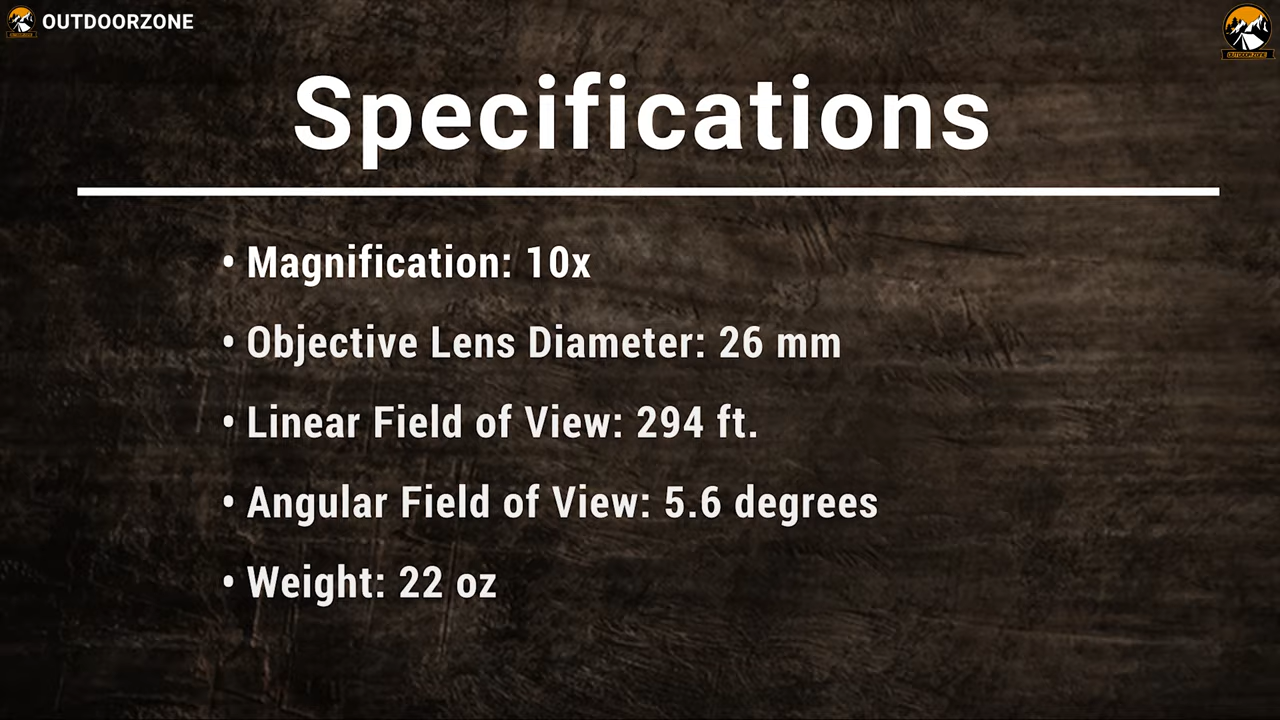 OUTDOORZONE
OUTDOORZONE
Specifications
• Magnification: 10x
• Objective Lens Diameter: 26 mm
• Linear Field of View: 294 ft.
• Angular Field of View: 5.6 degrees
• Weight: 22 oz